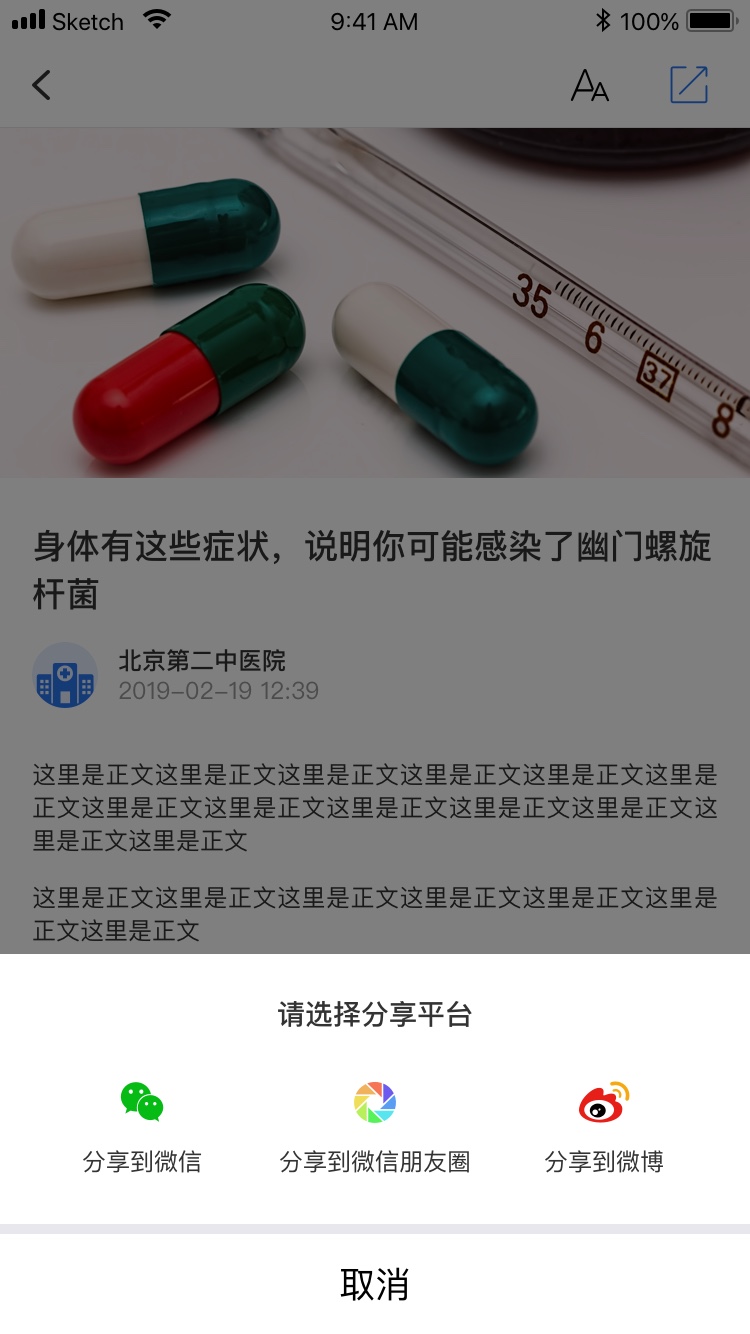 Sketch 9:41 AM 100%
AA
35
6
37
8
身体有这些症状，说明你可能感染了幽门螺旋
杆菌
北京第二中医院
2019-02-19 12:39
这里是正文这里是正文这里是正文这里是正文这里是正文这里是
正文这里是正文这里是正文这里是正文这里是正文这里是正文这
里是正文这里是正文
这里是正文这里是正文这里是正文这里是正文这里是正文这里是
正文这里是正文
请选择分享平台
分享到微信 分享到微信朋友圈 分享到微博
取消